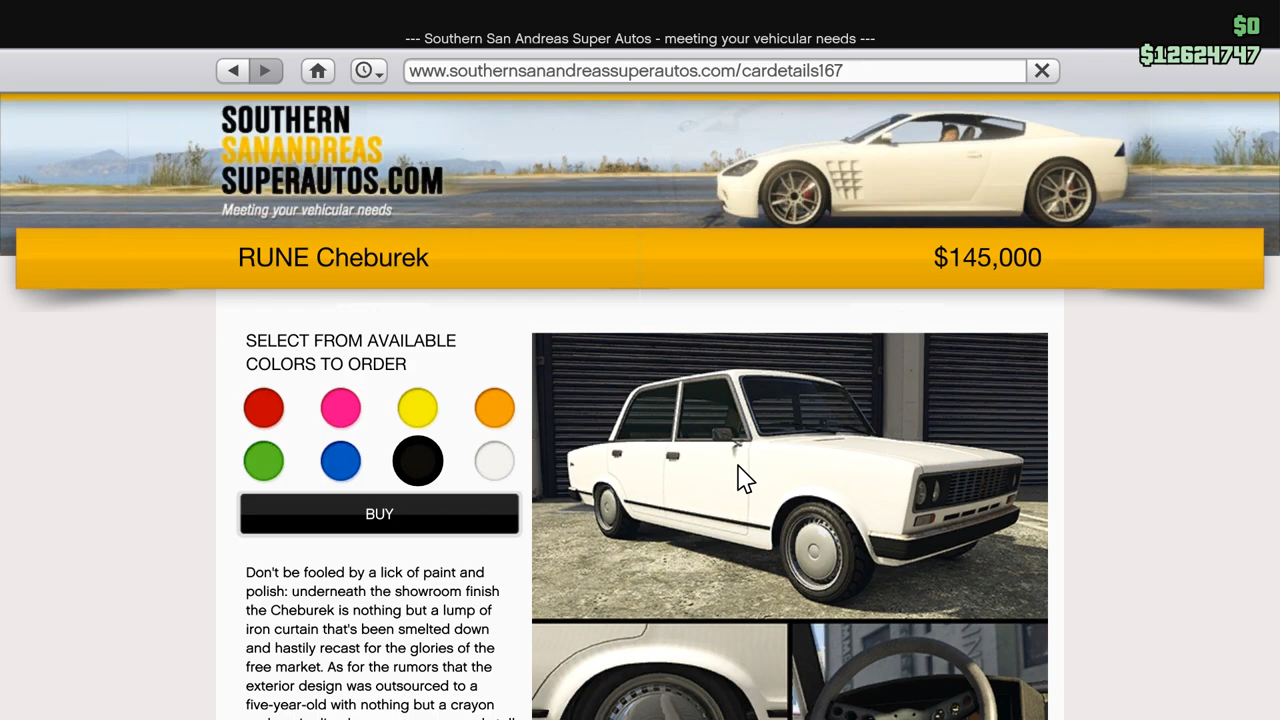 $0
--- Southern San Andreas Super Autos - meeting your vehicular needs ---
$12624747
www.southernsanandreassuperautos.com/cardetails167
SOUTHERN
SANANDREAS
SUPERAUTOS.COM
Meeting your vehicular needs
RUNE Cheburek
$145,000
SELECT FROM AVAILABLE
COLORS TO ORDER
BUY
Don't be fooled by a lick of paint and
polish: underneath the showroom finish
the Cheburek is nothing but a lump of
iron curtain that's been smelted down
and hastily recast for the glories of the
free market. As for the rumors that the
exterior design was outsourced to a
five-year-old with nothing but a crayon